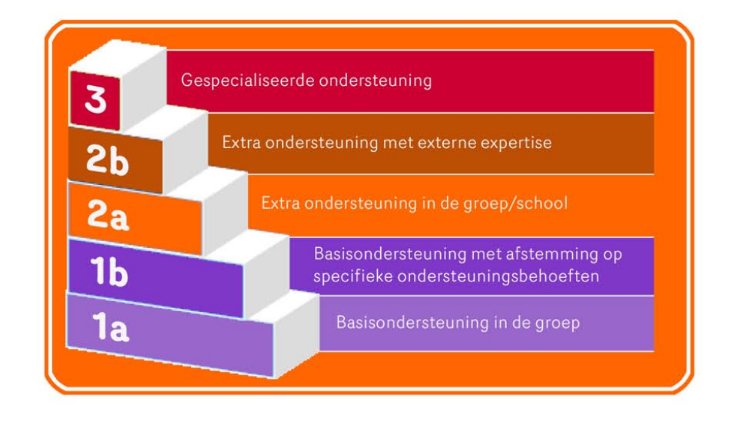 3 Gespecialiseerde ondersteuning
2b Extra ondersteuning met externe expertise
2a Extra ondersteuning in de groep/school
1b Basisondersteuning met afstemming op
specifieke ondersteuningsbehoeften
1a Basisondersteuning in de groep